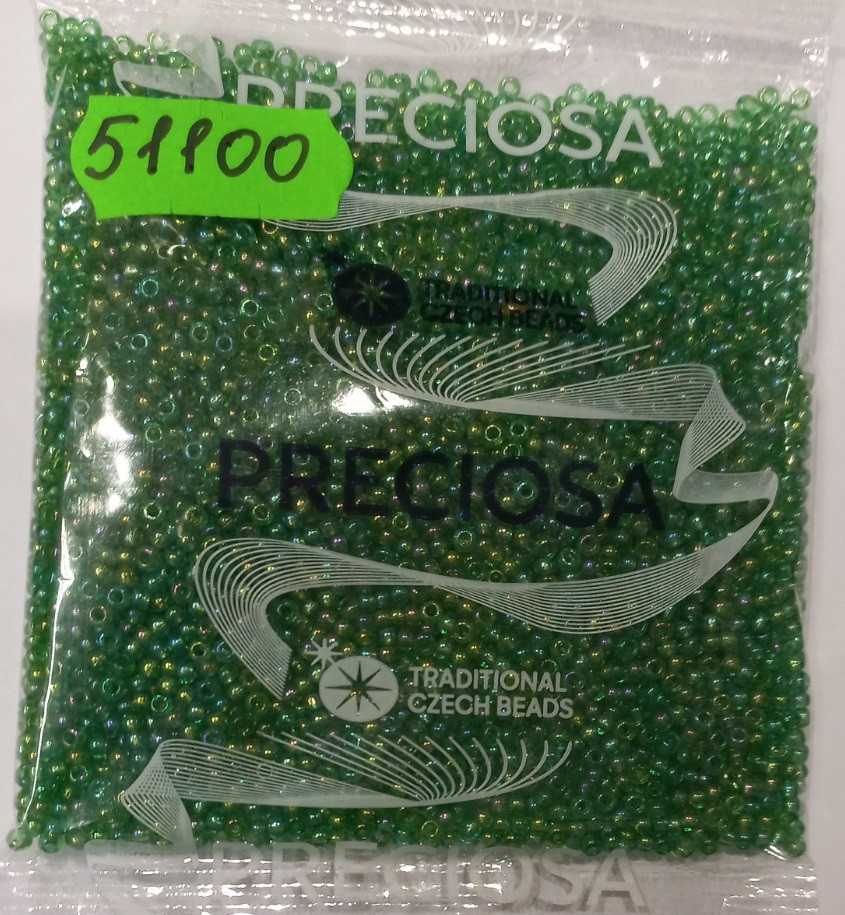 PRECIOSA
51100
TRADITIONAL
CZECH BEADS
PRECIOSA
TRADITIONAL
CZECH BEADS
PRECIOSA